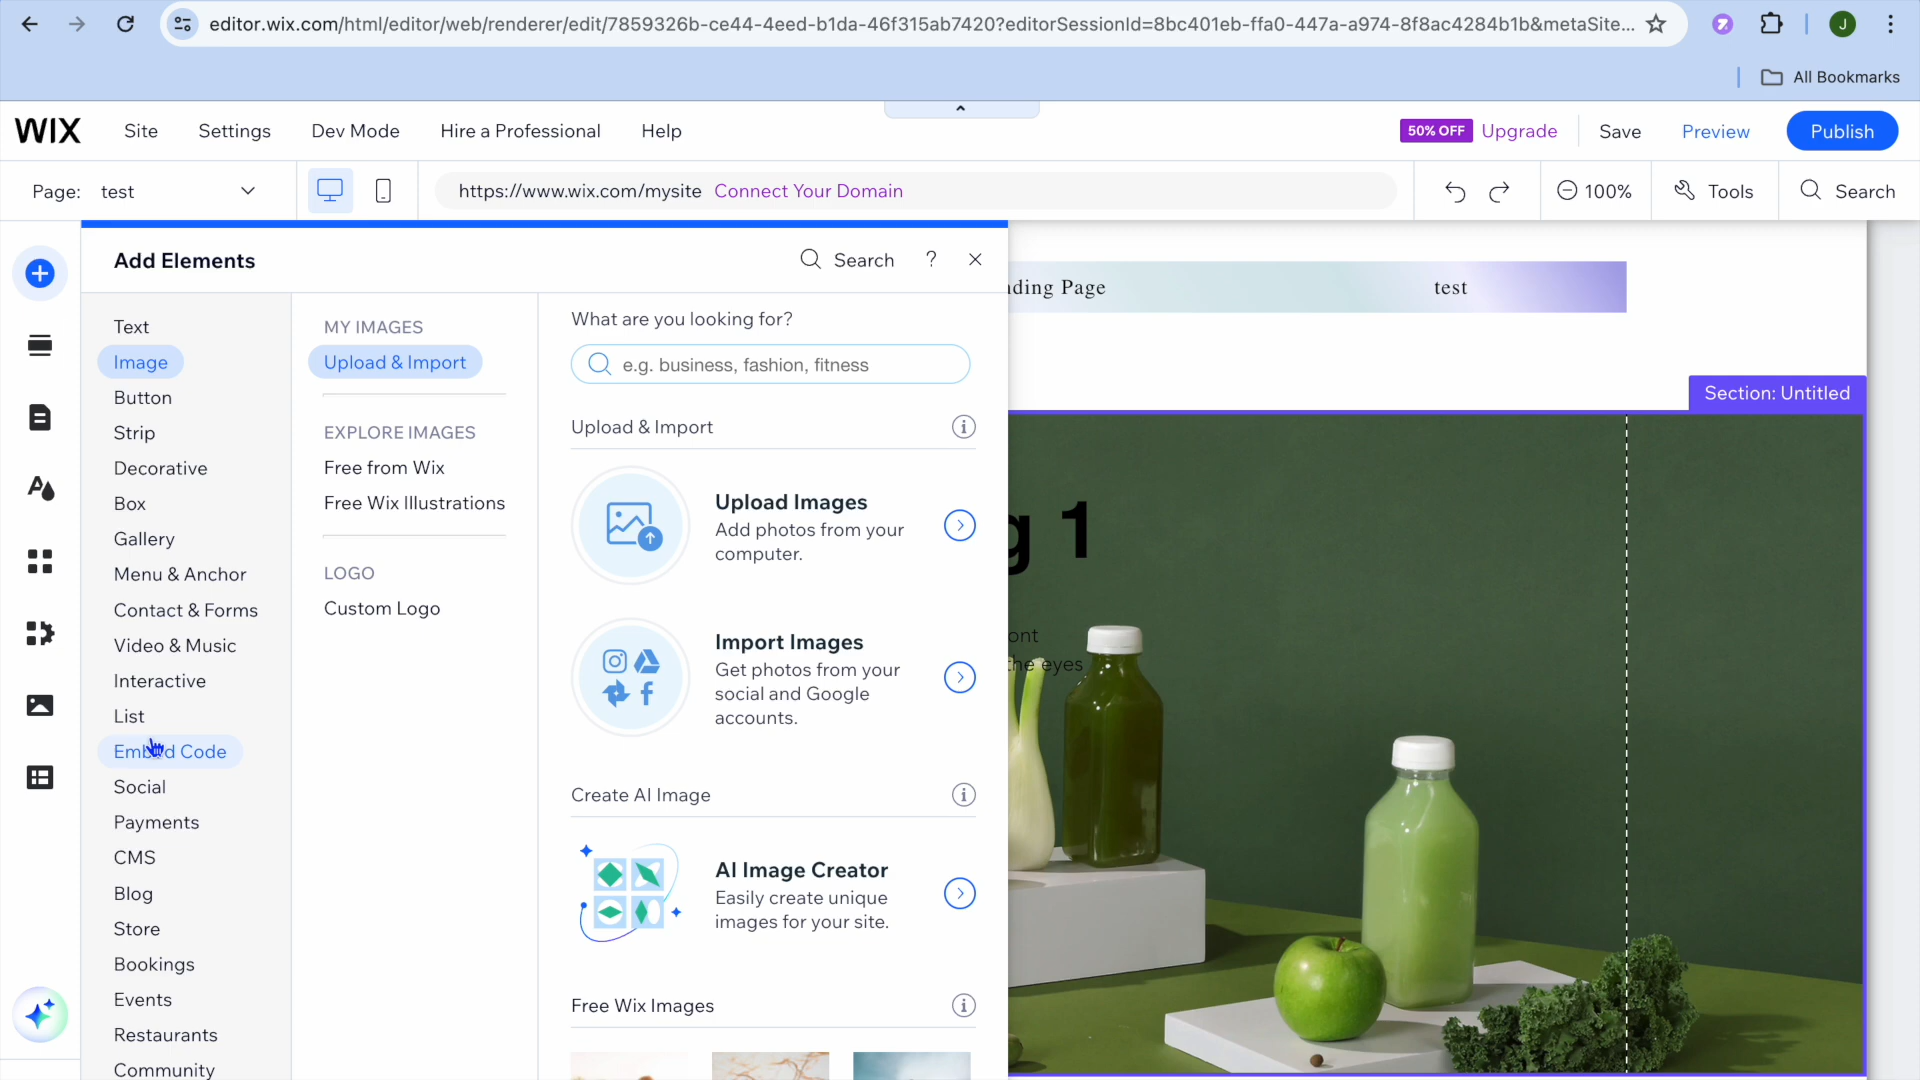 editor.wix.com/html/editor/web/renderer/edit/7859326b-ce44-4eed-b1da-46f315ab7420?editorSessionId=8bc401eb-ffa0-447a-a974-8f8ac4284b1b&metaSite...
J
All Bookmarks
WIX Site Settings Dev Mode Hire a Professional Help 50% OFF Upgrade Save Preview Publish
Page: test https://www.wix.com/mysite Connect Your Domain 100% Tools Search
Add Elements Search ?
Text
Image
Button
Strip
Decorative
Box
Gallery
Menu & Anchor
Contact & Forms
Video & Music
Interactive
List
Embed Code
Social
Payments
CMS
Blog
Store
Bookings
Events
Restaurants
Community
MY IMAGES
Upload & Import
EXPLORE IMAGES
Free from Wix
Free Wix Illustrations
LOGO
Custom Logo
What are you looking for?
e.g. business, fashion, fitness
Upload & Import
Upload Images
Add photos from your
computer.
Import Images
Get photos from your
social and Google
accounts.
Create AI Image
AI Image Creator
Easily create unique
images for your site.
Free Wix Images
ding Page test
Section: Untitled
g 1
ont
the eyes